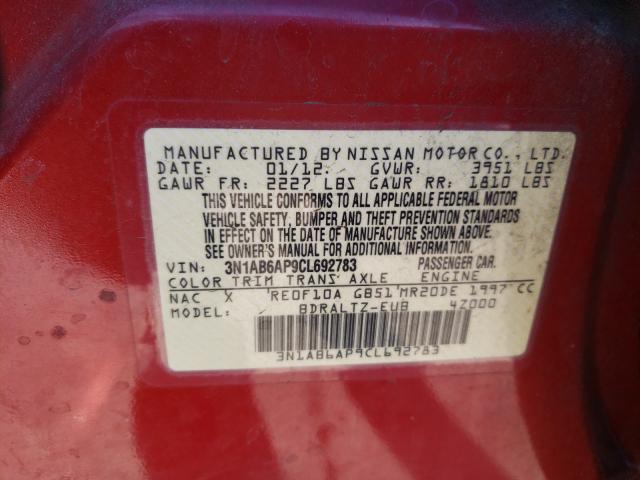 MANUFACTURED BY NISSAN MOTOR CO., LTD.
DATE: 01/12 GVWR: 3951 LBS
GAWR FR: 2227 LBS GAWR RR: 1810 LBS
THIS VEHICLE CONFORMS TO ALL APPLICABLE FEDERAL MOTOR
VEHICLE SAFETY, BUMPER AND THEFT PREVENTION STANDARDS
IN EFFECT ON THE DATE OF MANUFACTURE SHOWN ABOVE.
SEE OWNER'S MANUAL FOR ADDITIONAL INFORMATION.
VIN: 3N1AB6AP9CL692783 PASSENGER CAR.
COLOR TRIM TRANS AXLE ENGINE
NAC X RE0F10A GB51 MR20DE 1997 CC
MODEL: BDRALTZ-EUB 4Z000
3N1AB6AP9CL692783